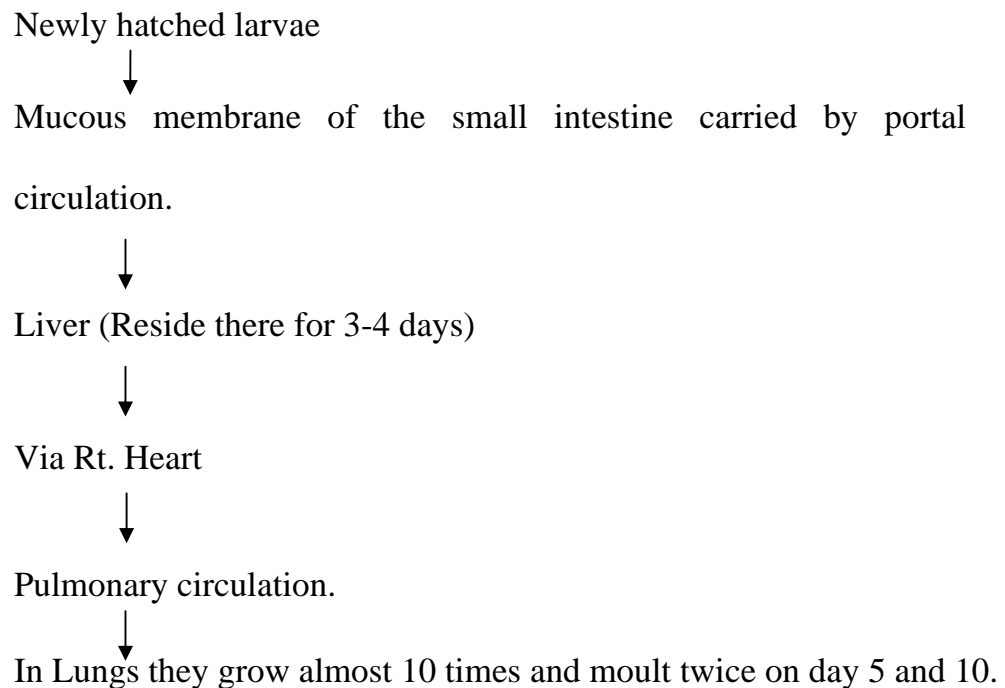 Newly hatched larvae
Mucous membrane of the small intestine carried by portal
circulation.
Liver (Reside there for 3-4 days)
Via Rt. Heart
Pulmonary circulation.
In Lungs they grow almost 10 times and moult twice on day 5 and 10.